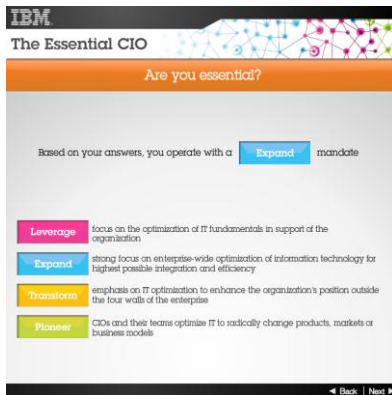 IBM
The Essential CIO
Are you essential?
Based on your answers, you operate with a Expand mandate
Leverage focus on the optimization of IT fundamentals in support of the
organization
Expand strong focus on enterprise-wide optimization of information technology for
highest possible integration and efficiency
Transform emphasis on IT optimization to enhance the organization's position outside
the four walls of the enterprise
Pioneer CIOs and their teams optimize IT to radically change products, markets or
business models
◄ Back | Next ►